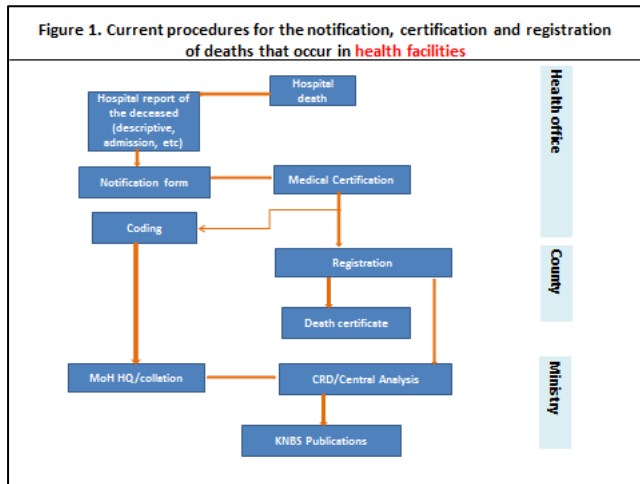 Figure 1. Current procedures for the notification, certification and registration
of deaths that occur in health facilities
Hospital
death
Hospital report of
the deceased
(descriptive,
admission, etc)
Notification form
Medical Certification
Coding
Registration
Death certificate
MoH HQ/collation
CRD/Central Analysis
KNBS Publications
Health office
County
Ministry